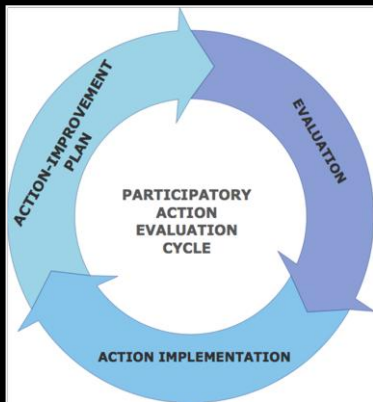 EVALUATION
ACTION-IMPROVEMENT
PLAN
PARTICIPATORY
ACTION
EVALUATION
CYCLE
ACTION IMPLEMENTATION